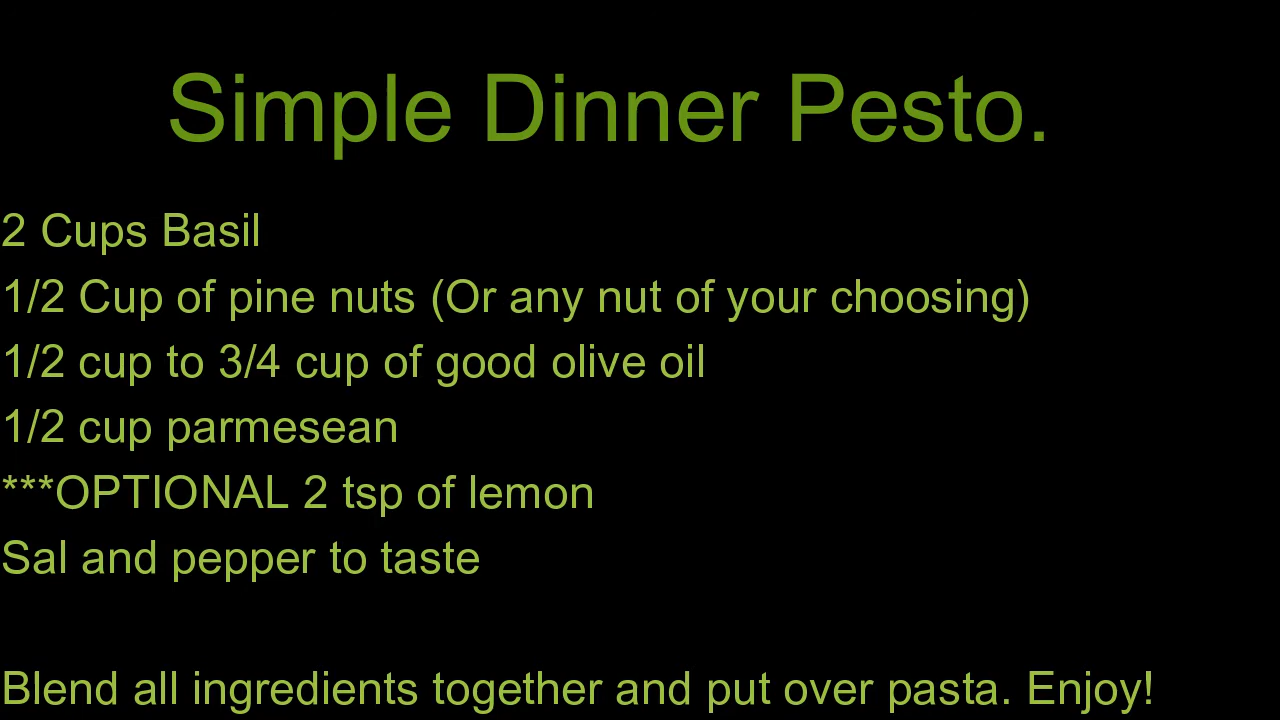 Simple Dinner Pesto.
2 Cups Basil
1/2 Cup of pine nuts (Or any nut of your choosing)
1/2 cup to 3/4 cup of good olive oil
1/2 cup parmesean
***OPTIONAL 2 tsp of lemon
Sal and pepper to taste
Blend all ingredients together and put over pasta. Enjoy!